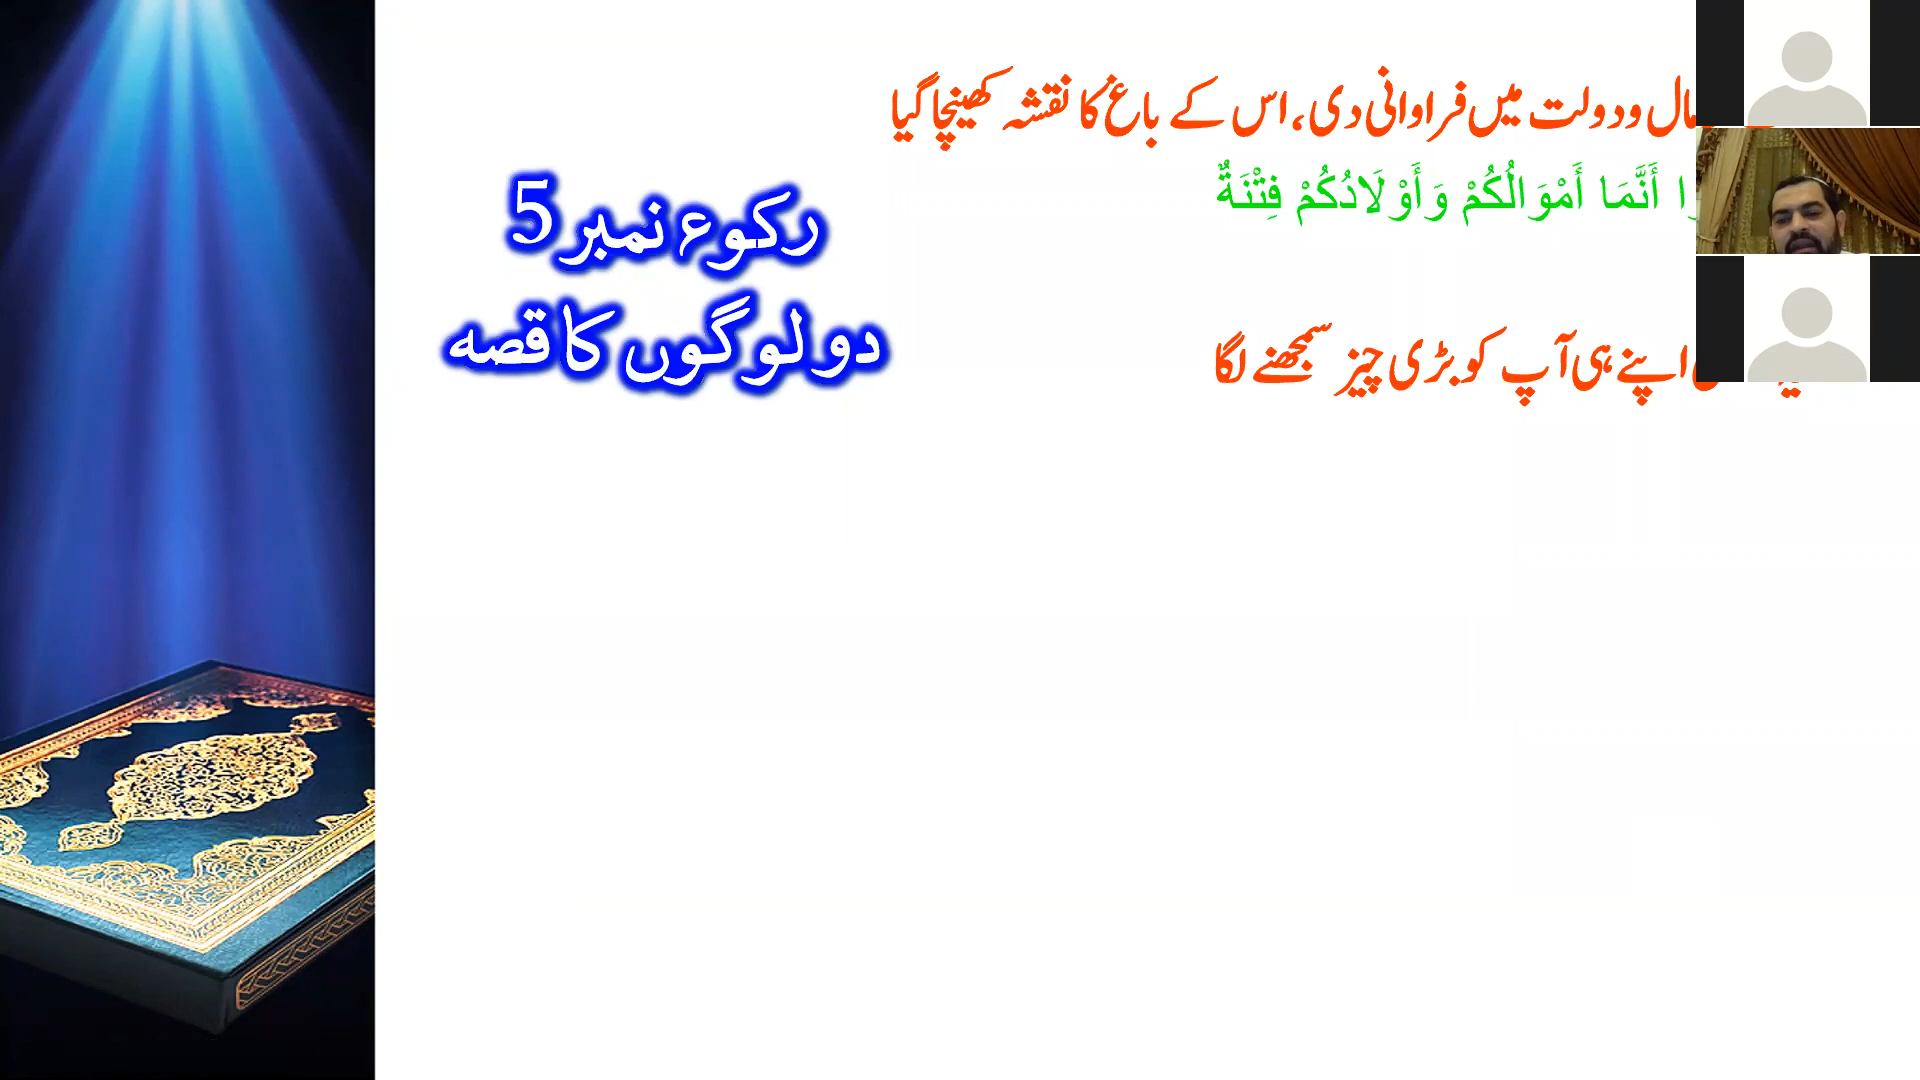 مال ودولت میں فراوانی دی، اس کے باغ کا نقشہ کھینچا گیا
أَنَّمَا أَمْوَالُكُمْ وَأَوْلَادُكُمْ فِتْنَةٌ
رکوع نمبر 5
دو لوگوں کا قصہ
اپنے ہی آپ کو بڑی چیز سمجھنے لگا